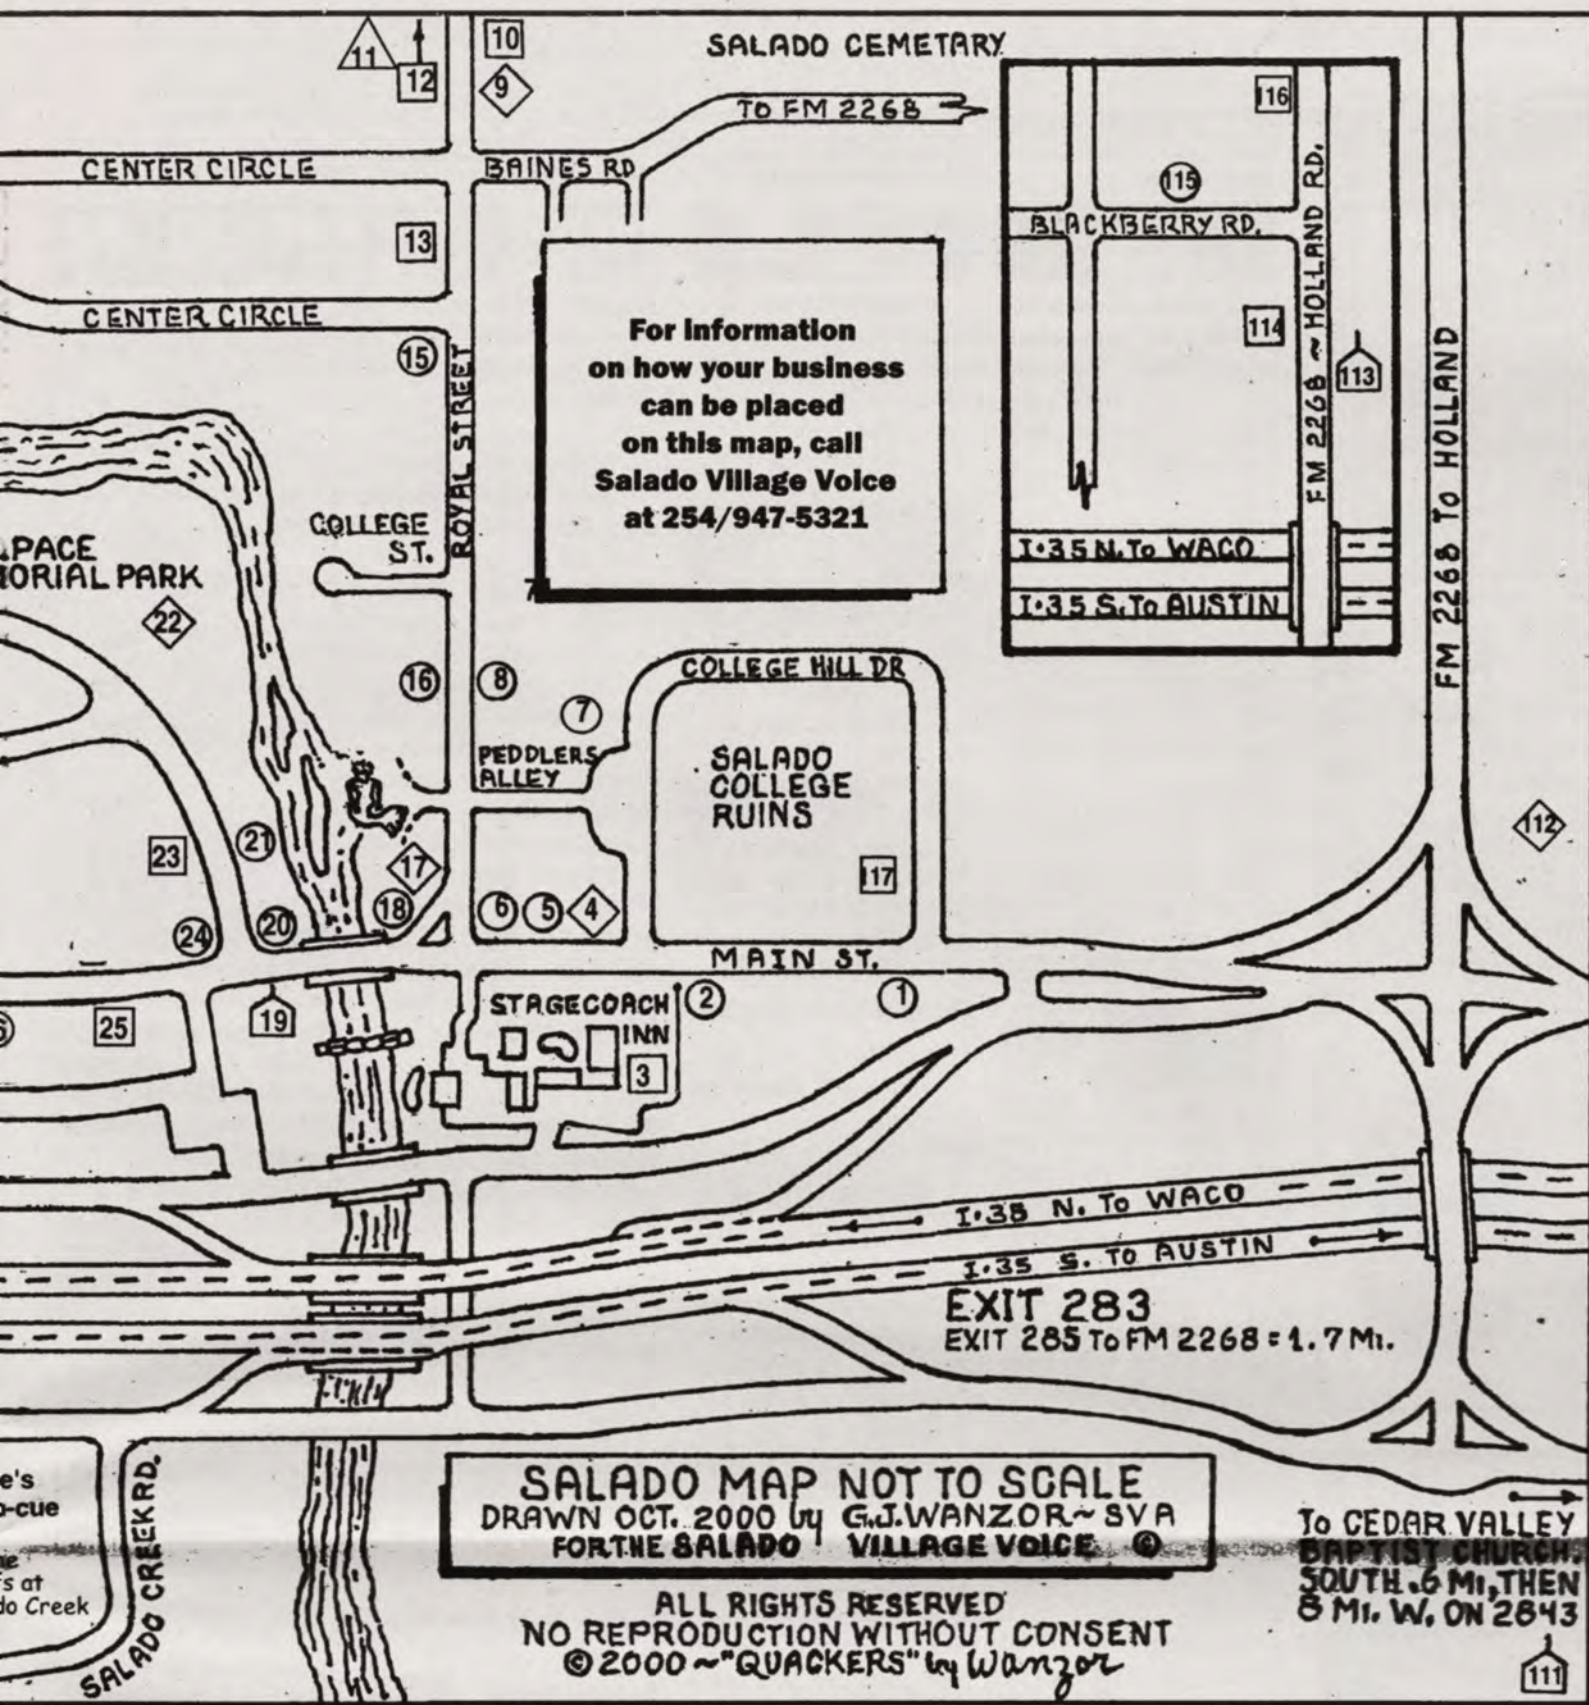 11
12
10
9
SALADO CEMETARY
TO FM 2268
CENTER CIRCLE
BAINES RD
116
115
BLACKBERRY RD.
FM 2268 ~ HOLLAND RD.
114
113
I·35 N. TO WACO
I·35 S. TO AUSTIN
13
CENTER CIRCLE
15
ROYAL STREET
For information
on how your business
can be placed
on this map, call
Salado Village Voice
at 254/947-5321
7
FM 2268 TO HOLLAND
COLLEGE
ST.
PACE
ORIAL PARK
22
16
8
7
COLLEGE HILL DR
PEDDLERS
ALLEY
SALADO
COLLEGE
RUINS
112
23
21
17
117
24
20
18
6
5
4
MAIN ST.
25
19
STAGECOACH
INN
2
1
3
I·35 N. TO WACO
I·35 S. TO AUSTIN
EXIT 283
EXIT 285 TO FM 2268 = 1.7 MI.
e's
o-cue
s at
do Creek
SALADO CREEK RD.
SALADO MAP NOT TO SCALE
DRAWN OCT. 2000 by G.J. WANZOR ~ SVA
FOR THE SALADO VILLAGE VOICE ©
ALL RIGHTS RESERVED
NO REPRODUCTION WITHOUT CONSENT
© 2000 ~ "QUACKERS" by Wanzor
TO CEDAR VALLEY
BAPTIST CHURCH.
SOUTH .6 MI, THEN
8 MI. W. ON 2843
111